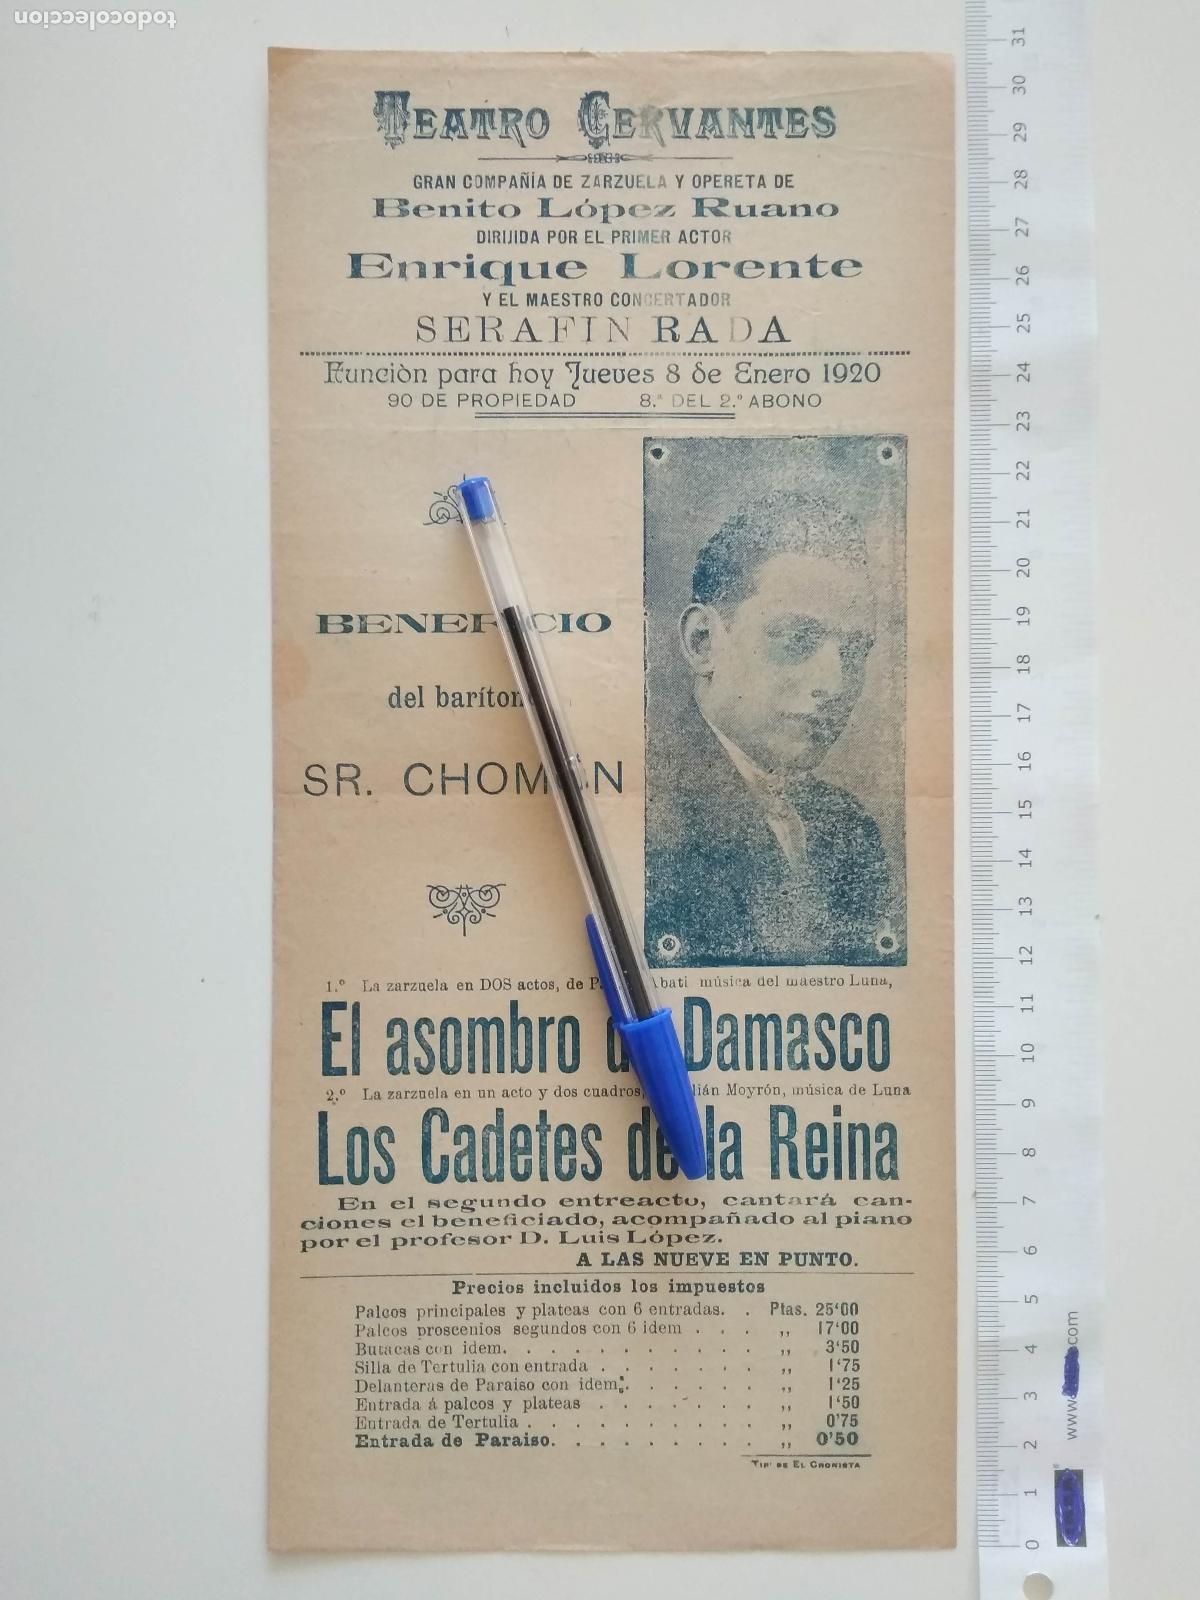 todocoleccion
TEATRO CERVANTES
GRAN COMPAÑÍA DE ZARZUELA Y OPERETA DE
Benito López Ruano
DIRIJIDA POR EL PRIMER ACTOR
Enrique Lorente
Y EL MAESTRO CONCERTADOR
SERAFIN RADA
Función para hoy Jueves 8 de Enero 1920
90 DE PROPIEDAD 8.ª DEL 2.º ABONO
BENEFICIO
del barítono
SR. CHOMÓN
1.º La zarzuela en DOS actos, de Abati música del maestro Luna,
El asombro de Damasco
2.º La zarzuela en un acto y dos cuadros, Moyrón, música de Luna
Los Cadetes de la Reina
En el segundo entreacto, cantará can-
ciones el beneficiado, acompañado al piano
por el profesor D. Luis López.
A LAS NUEVE EN PUNTO.
Precios incluidos los impuestos
Palcos principales y plateas con 6 entradas. . Ptas. 25'00
Palcos proscenios segundos con 6 idem . . . „ 17'00
Butacas con idem. . . . . . . . . . . „ 3'50
Silla de Tertulia con entrada . . . . . . . „ 1'75
Delanteras de Paraiso con idem. . . . . . „ 1'25
Entrada á palcos y plateas . . . . . . . „ 1'50
Entrada de Tertulia . . . . . . . . . . „ 0'75
Entrada de Paraiso. . . . . . . . . „ 0'50
TIP. DE EL CRONISTA
31
30
29
28
27
26
25
24
23
22
21
20
19
18
17
16
15
14
13
12
11
10
9
8
7
6
5
4
3
2
1
0
www. .com